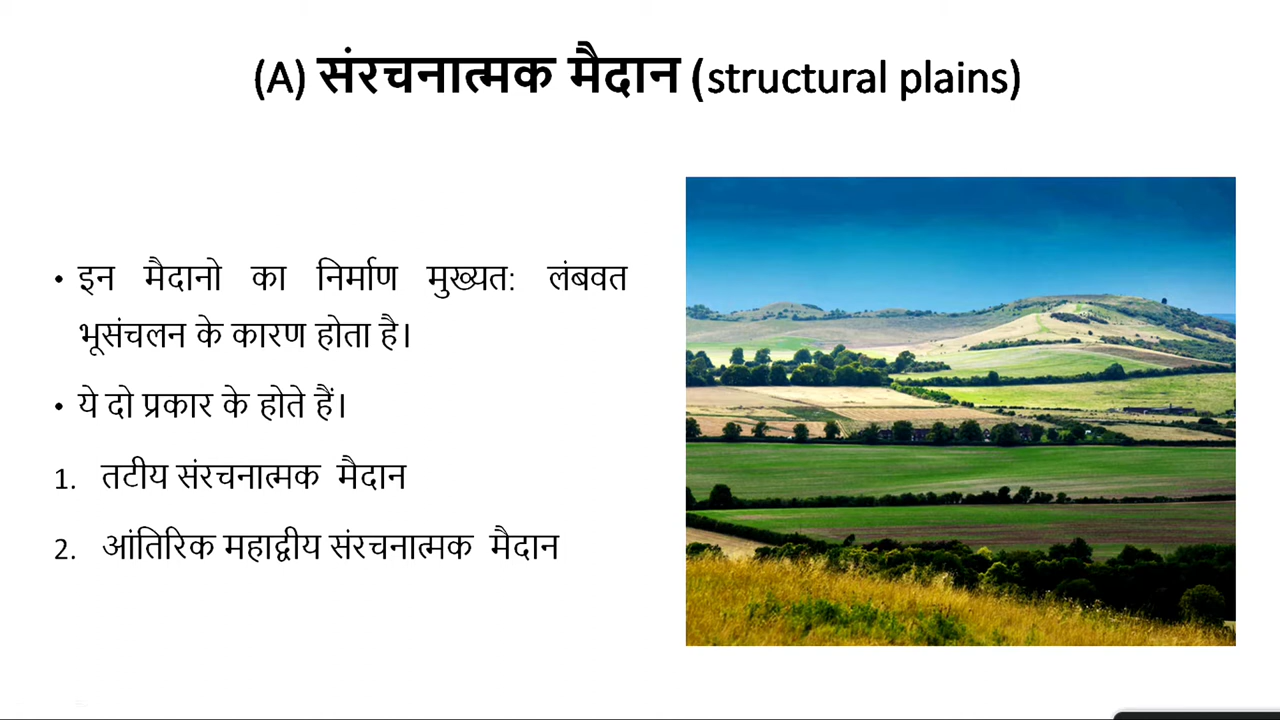 (A) संरचनात्मक मैदान (structural plains)
• इन मैदानो का निर्माण मुख्यत: लंबवत
भूसंचलन के कारण होता है।
• ये दो प्रकार के होते हैं।
1. तटीय संरचनात्मक मैदान
2. आंतिरिक महाद्वीय संरचनात्मक मैदान